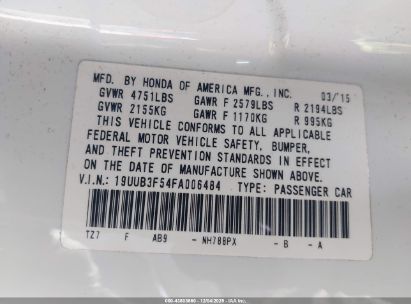 MFD. BY HONDA OF AMERICA MFG., INC. 03/'15
GVWR 4751LBS GAWR F 2579LBS R 2194LBS
GVWR 2155KG GAWR F 1170KG R 995KG
THIS VEHICLE CONFORMS TO ALL APPLICABLE
FEDERAL MOTOR VEHICLE SAFETY, BUMPER,
AND THEFT PREVENTION STANDARDS IN EFFECT
ON THE DATE OF MANUFACTURE SHOWN ABOVE.
V.I.N.: 19UUB3F54FA006484 TYPE: PASSENGER CAR
TZ7 F AB9 - NH788PX - B - A